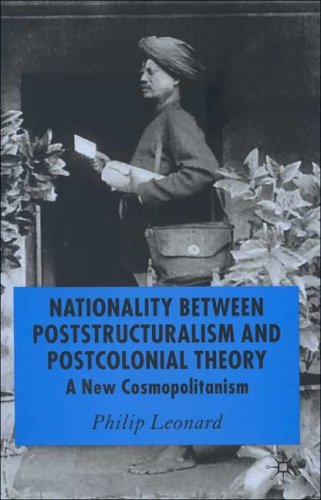 NATIONALITY BETWEEN
POSTSTRUCTURALISM AND
POSTCOLONIAL THEORY
A New Cosmopolitanism
Philip Leonard